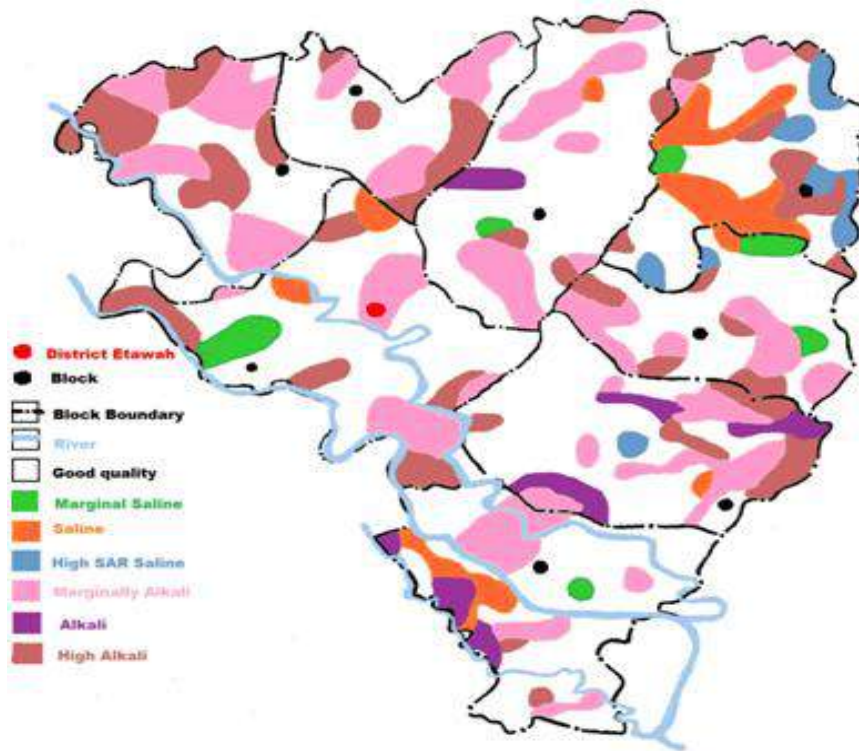 District Etawah
Block
Block Boundary
River
Good quality
Marginal Saline
Saline
High SAR Saline
Marginally Alkali
Alkali
High Alkali